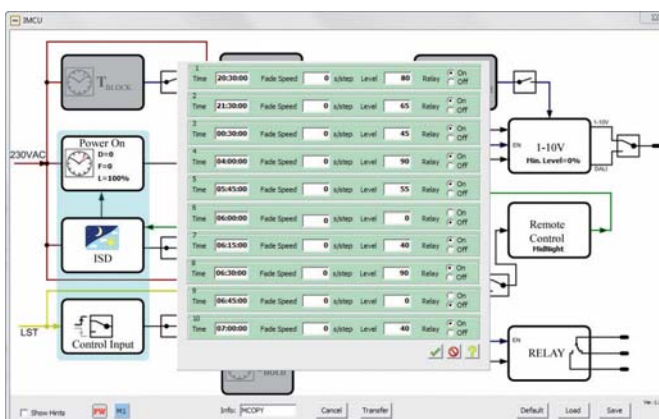 IMCU
T BLOCK
1
Time 20:30:00 Fade Speed 0 s/step Level 80 Relay On Off
2
Time 21:30:00 Fade Speed 0 s/step Level 65 Relay On Off
3
Time 00:30:00 Fade Speed 0 s/step Level 45 Relay On Off
4
Time 04:00:00 Fade Speed 0 s/step Level 90 Relay On Off
5
Time 05:45:00 Fade Speed 0 s/step Level 55 Relay On Off
6
Time 06:00:00 Fade Speed 0 s/step Level 0 Relay On Off
7
Time 06:15:00 Fade Speed 0 s/step Level 40 Relay On Off
8
Time 06:30:00 Fade Speed 0 s/step Level 90 Relay On Off
9
Time 06:45:00 Fade Speed 0 s/step Level 0 Relay On Off
10
Time 07:00:00 Fade Speed 0 s/step Level 40 Relay On Off
230VAC
Power On
D=0
F=0
L=100%
ISD
LST
Control Input
EN
1-10V
Min. Level=0%
1-10V
DALI
Remote
Control
MidNight
EN
RELAY
HOLD
Show Hints PW M1 Info: MCOPY Cancel Transfer Default Load Save